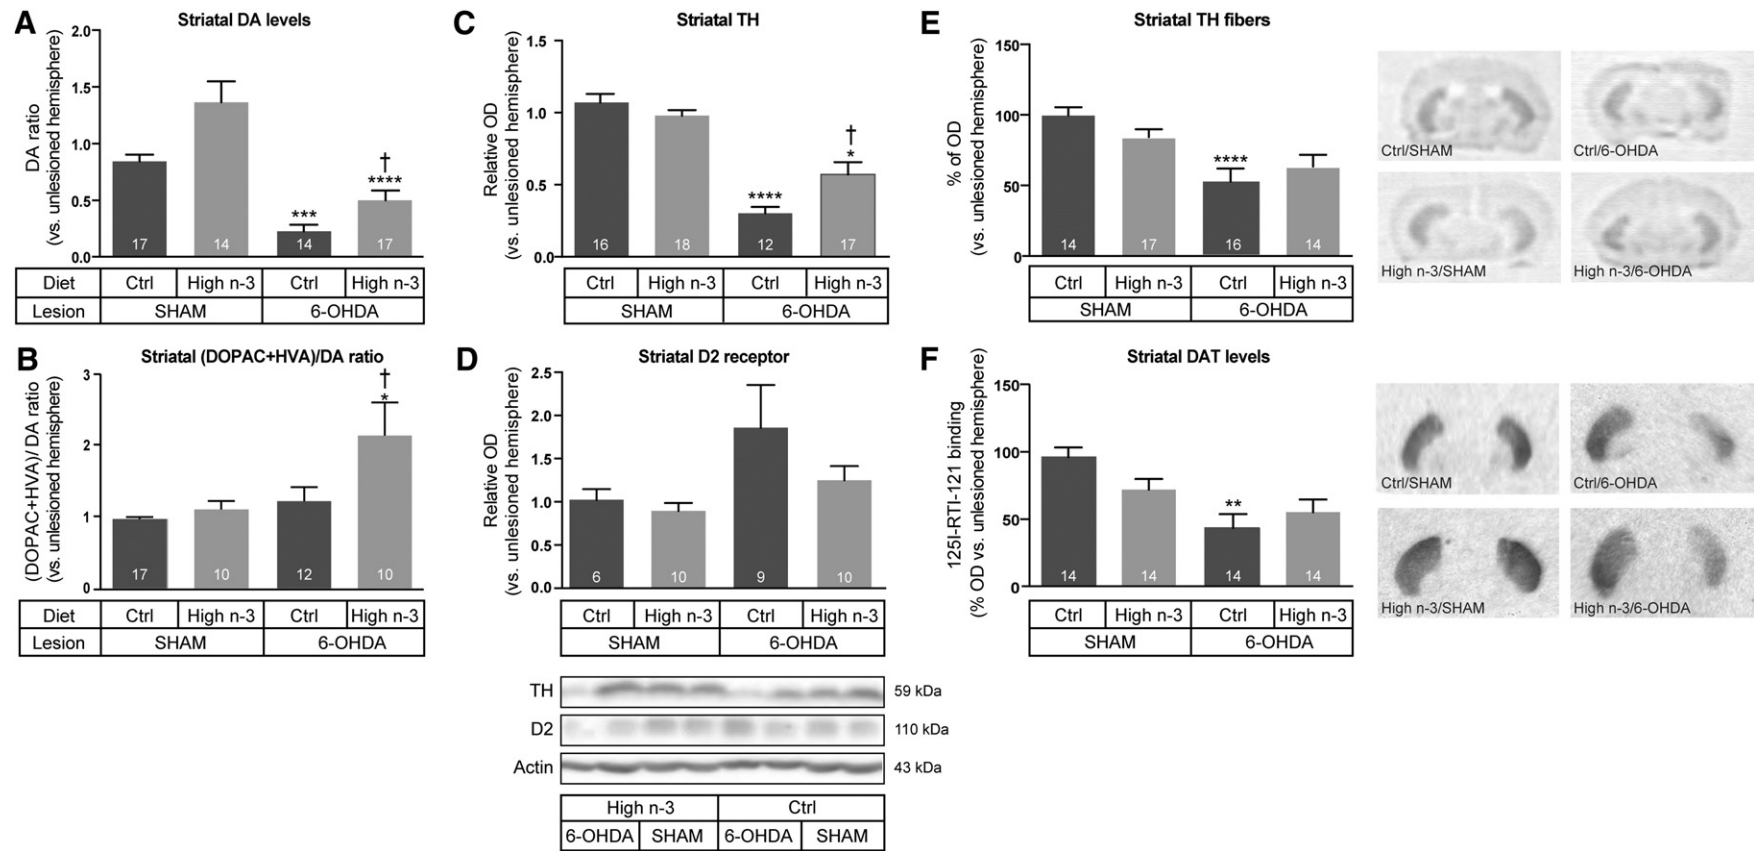 A
Striatal DA levels
DA ratio
(vs. unlesioned hemisphere)
2.0
1.5
1.0
0.5
0.0
***
†
****
17
14
14
17
Diet
Ctrl
High n-3
Ctrl
High n-3
Lesion
SHAM
6-OHDA
B
Striatal (DOPAC+HVA)/DA ratio
(DOPAC+HVA)/ DA ratio
(vs. unlesioned hemisphere)
3
2
1
0
†
*
17
10
12
10
Diet
Ctrl
High n-3
Ctrl
High n-3
Lesion
SHAM
6-OHDA
C
Striatal TH
Relative OD
(vs. unlesioned hemisphere)
1.5
1.0
0.5
0.0
****
†
*
16
18
12
17
Ctrl
High n-3
Ctrl
High n-3
SHAM
6-OHDA
D
Striatal D2 receptor
Relative OD
(vs. unlesioned hemisphere)
2.5
2.0
1.5
1.0
0.5
0.0
6
10
9
10
Ctrl
High n-3
Ctrl
High n-3
SHAM
6-OHDA
TH
59 kDa
D2
110 kDa
Actin
43 kDa
High n-3
Ctrl
6-OHDA
SHAM
6-OHDA
SHAM
E
Striatal TH fibers
% of OD
(vs. unlesioned hemisphere)
150
100
50
0
****
14
17
16
14
Ctrl
High n-3
Ctrl
High n-3
SHAM
6-OHDA
Ctrl/SHAM
Ctrl/6-OHDA
High n-3/SHAM
High n-3/6-OHDA
F
Striatal DAT levels
125I-RTI-121 binding
(% OD vs. unlesioned hemisphere)
150
100
50
0
**
14
14
14
14
Ctrl
High n-3
Ctrl
High n-3
SHAM
6-OHDA
Ctrl/SHAM
Ctrl/6-OHDA
High n-3/SHAM
High n-3/6-OHDA